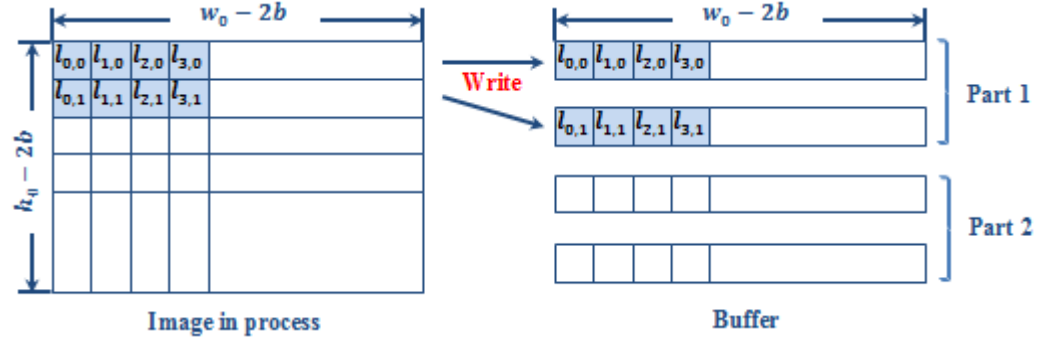 w₀ − 2b
w₀ − 2b
l₀,₀ l₁,₀ l₂,₀ l₃,₀
l₀,₁ l₁,₁ l₂,₁ l₃,₁
h₀ − 2b
Write
l₀,₀ l₁,₀ l₂,₀ l₃,₀
l₀,₁ l₁,₁ l₂,₁ l₃,₁
Part 1
Part 2
Image in process
Buffer